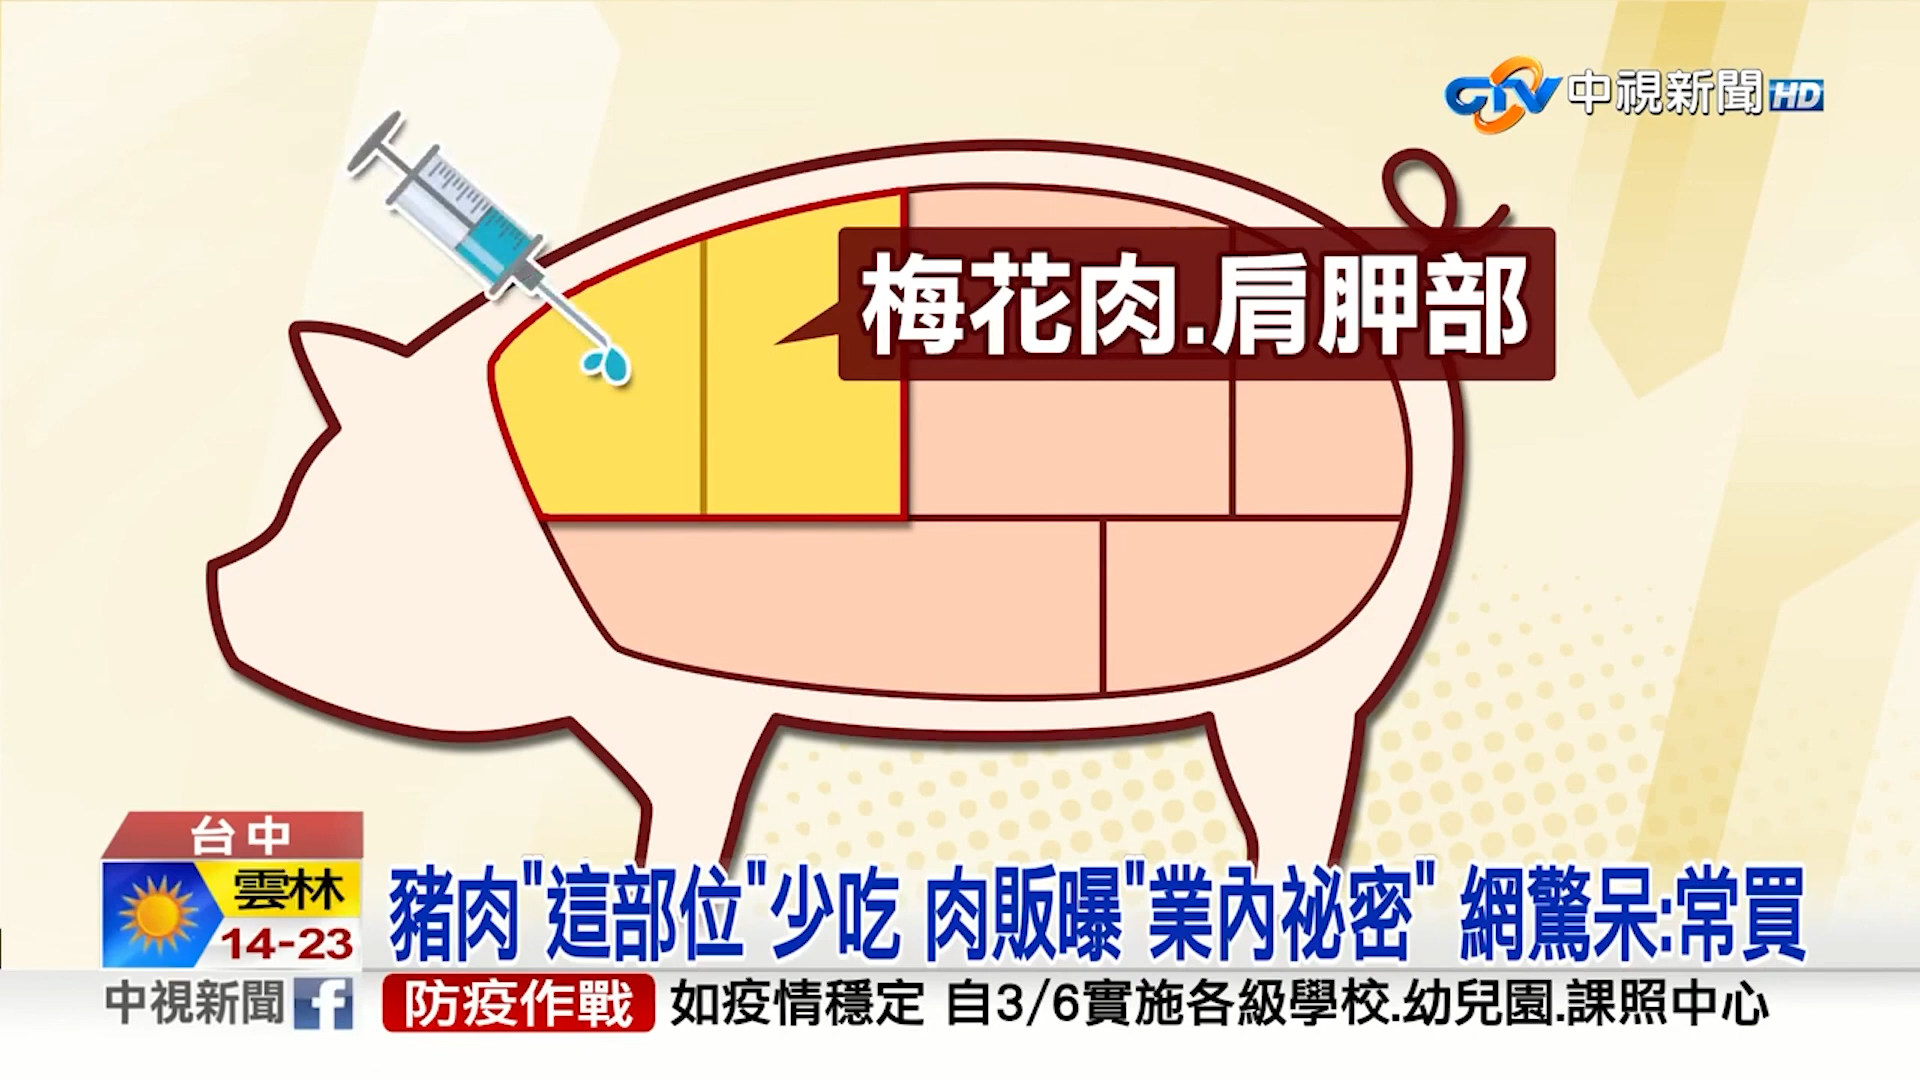 CTV中視新聞HD
梅花肉.肩胛部
台中
雲林
14-23
豬肉"這部位"少吃 肉販曝"業內祕密" 網驚呆:常買
中視新聞
防疫作戰 如疫情穩定 自3/6實施各級學校.幼兒園.課照中心